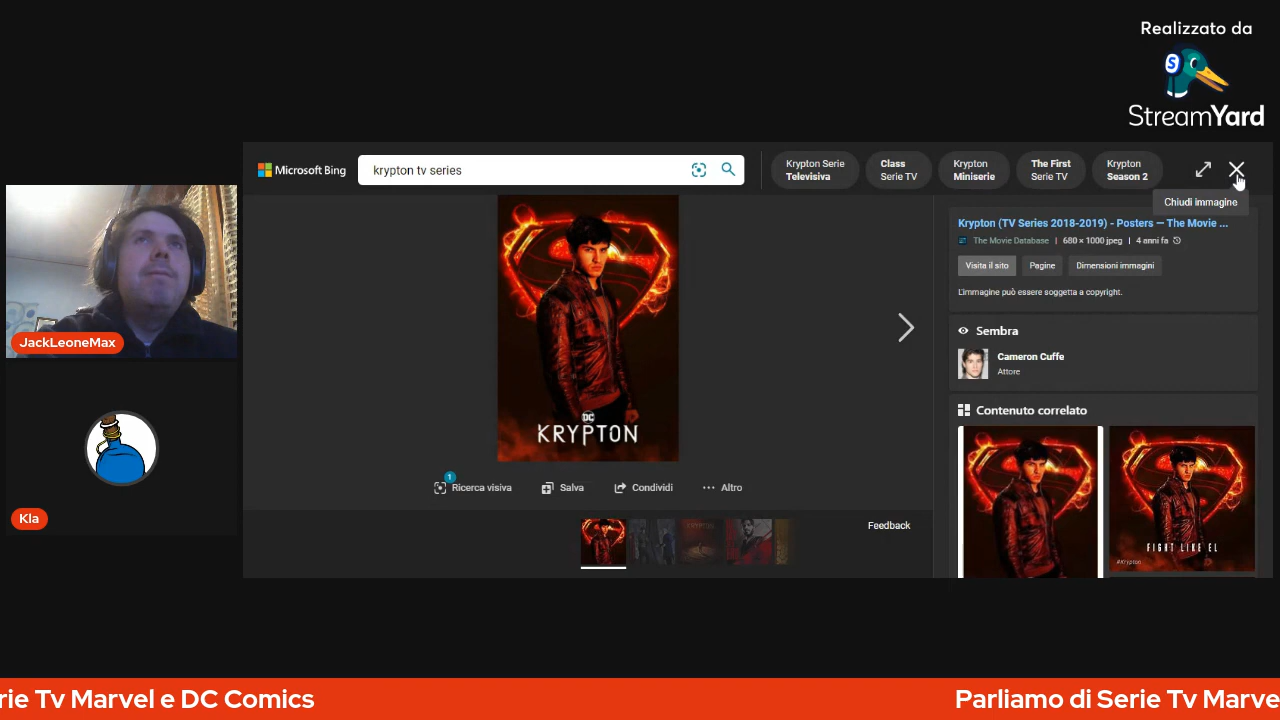 Realizzato da
StreamYard
Microsoft Bing
krypton tv series
Krypton Serie
Televisiva
Class
Serie TV
Krypton
Miniserie
The First
Serie TV
Krypton
Season 2
Chiudi immagine
Krypton (TV Series 2018-2019) - Posters — The Movie ...
The Movie Database | 680 × 1000 jpeg | 4 anni fa
Visita il sito
Pagine
Dimensioni immagini
L'immagine può essere soggetta a copyright.
Sembra
Cameron Cuffe
Attore
Contenuto correlato
FIGHT LIKE EL
#Krypton
DC
KRYPTON
1
Ricerca visiva
Salva
Condividi
Altro
Feedback
JackLeoneMax
Kla
rie Tv Marvel e DC Comics
Parliamo di Serie Tv Marve